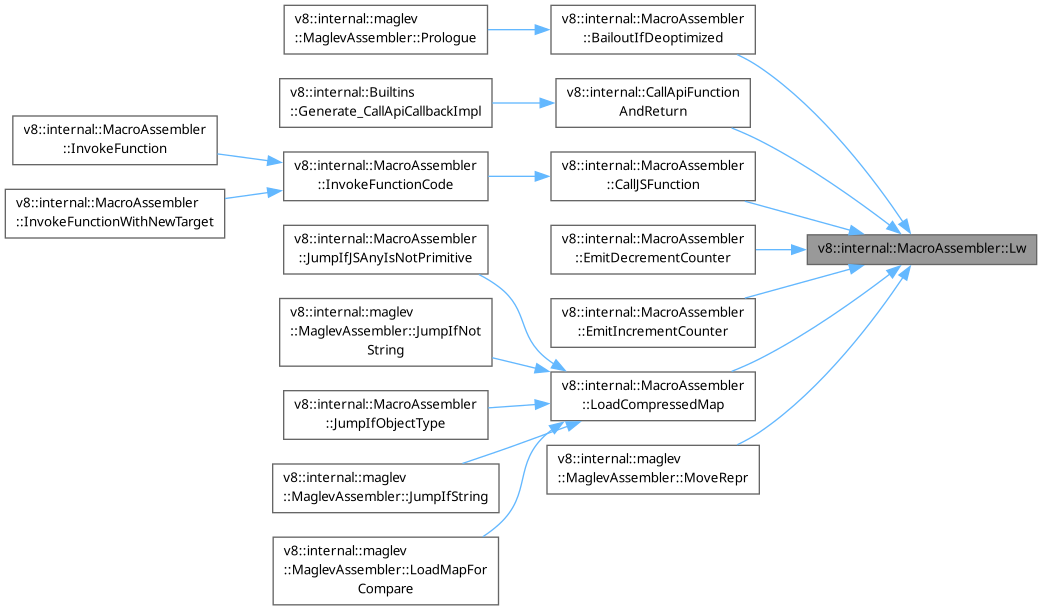 v8::internal::maglev
::MaglevAssembler::Prologue
v8::internal::MacroAssembler
::BailoutIfDeoptimized
v8::internal::Builtins
::Generate_CallApiCallbackImpl
v8::internal::CallApiFunction
AndReturn
v8::internal::MacroAssembler
::InvokeFunction
v8::internal::MacroAssembler
::InvokeFunctionCode
v8::internal::MacroAssembler
::CallJSFunction
v8::internal::MacroAssembler
::InvokeFunctionWithNewTarget
v8::internal::MacroAssembler
::JumpIfJSAnyIsNotPrimitive
v8::internal::MacroAssembler
::EmitDecrementCounter
v8::internal::MacroAssembler::Lw
v8::internal::maglev
::MaglevAssembler::JumpIfNot
String
v8::internal::MacroAssembler
::EmitIncrementCounter
v8::internal::MacroAssembler
::JumpIfObjectType
v8::internal::MacroAssembler
::LoadCompressedMap
v8::internal::maglev
::MaglevAssembler::JumpIfString
v8::internal::maglev
::MaglevAssembler::MoveRepr
v8::internal::maglev
::MaglevAssembler::LoadMapFor
Compare